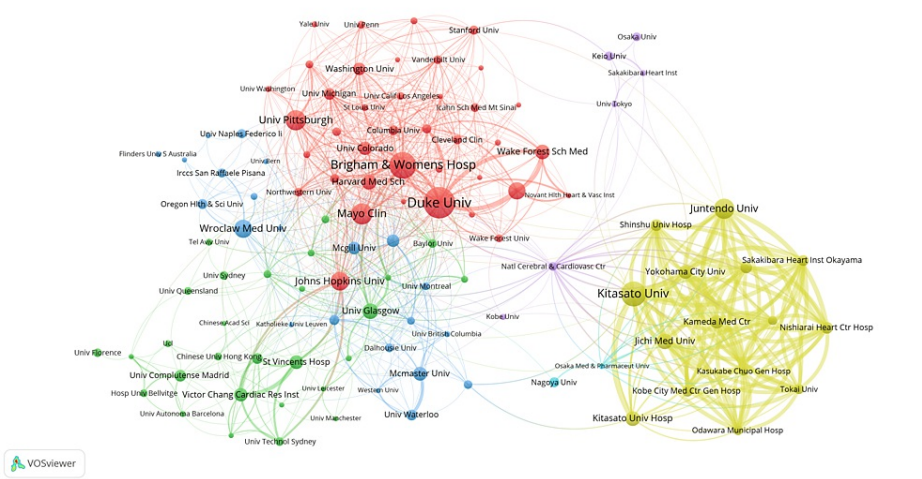 Yale Univ
Univ Penn
Stanford Univ
Osaka Univ
Keio Univ
Vanderbilt Univ
Washington Univ
Sakakibara Heart Inst
Univ Washington
Univ Michigan
Univ Calif Los Angeles
St Louis Univ
Icahn Sch Med Mt Sinai
Univ Tokyo
Univ Pittsburgh
Univ Naples Federico Ii
Columbia Univ
Cleveland Clin
Univ Colorado
Wake Forest Sch Med
Flinders Univ S Australia
Univ Bern
Brigham & Womens Hosp
Irccs San Raffaele Pisana
Harvard Med Sch
Northwestern Univ
Novant Hlth Heart & Vasc Inst
Oregon Hlth & Sci Univ
Duke Univ
Juntendo Univ
Mayo Clin
Wroclaw Med Univ
Shinshu Univ Hosp
Tel Aviv Univ
Mcgill Univ
Baylor Univ
Wake Forest Univ
Sakakibara Heart Inst Okayama
Natl Cerebral & Cardiovasc Ctr
Yokohama City Univ
Univ Sydney
Johns Hopkins Univ
Univ Montreal
Univ Queensland
Kitasato Univ
Univ Glasgow
Kobe Univ
Chinese Acad Sci
Katholieke Univ Leuven
Kameda Med Ctr
Nishiarai Heart Ctr Hosp
Univ British Columbia
Ucl
Dalhousie Univ
Jichi Med Univ
Univ Florence
Chinese Univ Hong Kong
St Vincents Hosp
Osaka Med & Pharmaceut Univ
Kasukabe Chuo Gen Hosp
Univ Complutense Madrid
Mcmaster Univ
Nagoya Univ
Hosp Univ Bellvitge
Victor Chang Cardiac Res Inst
Univ Leicester
Western Univ
Kobe City Med Ctr Gen Hosp
Tokai Univ
Univ Autonoma Barcelona
Univ Manchester
Univ Waterloo
Kitasato Univ Hosp
Odawara Municipal Hosp
Univ Technol Sydney
VOSviewer